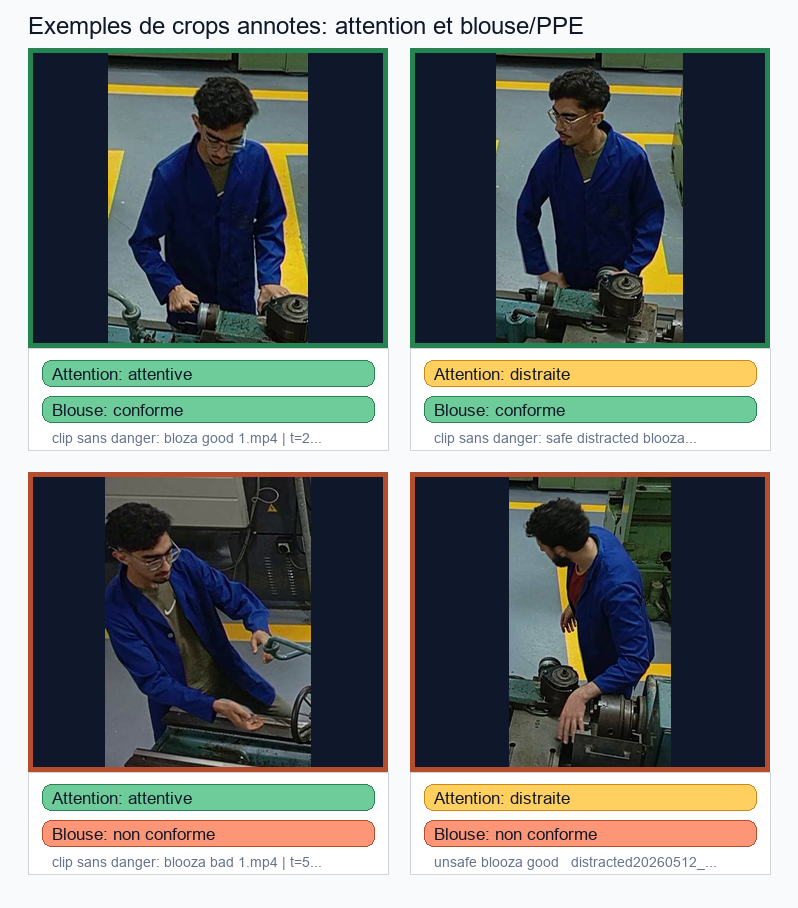 Exemples de crops annotes: attention et blouse/PPE
Attention: attentive
Blouse: conforme
clip sans danger: bloza good 1.mp4 | t=2...
Attention: distraite
Blouse: conforme
clip sans danger: safe distracted blooza...
Attention: attentive
Blouse: non conforme
clip sans danger: blooza bad 1.mp4 | t=5...
Attention: distraite
Blouse: non conforme
unsafe blooza good distracted20260512_...